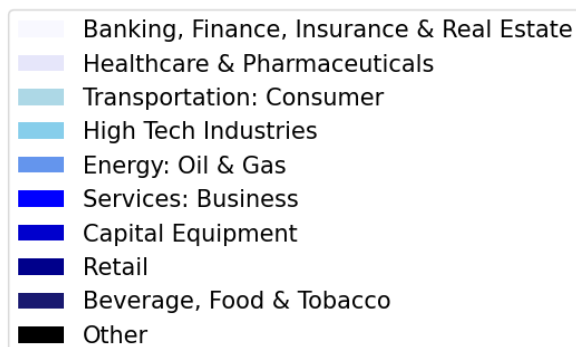 Banking, Finance, Insurance & Real Estate
Healthcare & Pharmaceuticals
Transportation: Consumer
High Tech Industries
Energy: Oil & Gas
Services: Business
Capital Equipment
Retail
Beverage, Food & Tobacco
Other